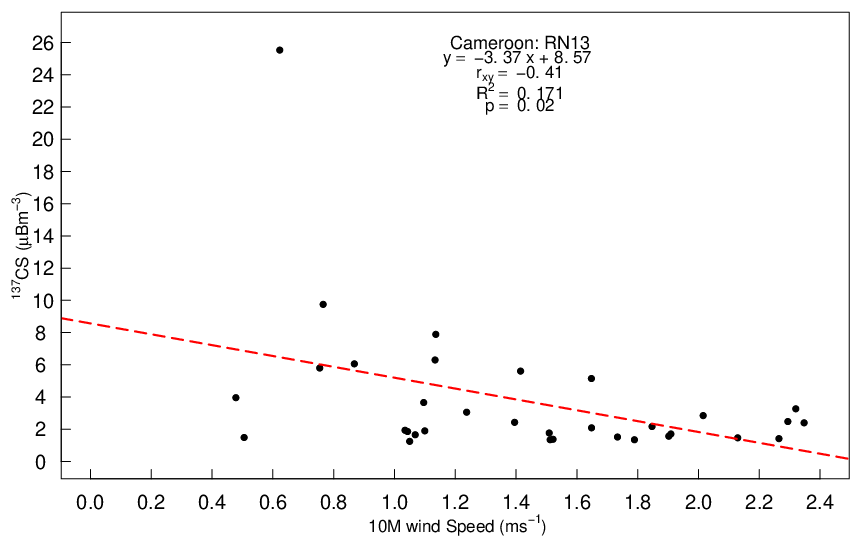 Cameroon: RN13
y = −3. 37 x + 8. 57
rxy = −0. 41
R2 = 0. 171
p = 0. 02
26
24
22
20
18
16
14
12
10
8
6
4
2
0
137CS (µBm−3)
0.0 0.2 0.4 0.6 0.8 1.0 1.2 1.4 1.6 1.8 2.0 2.2 2.4
10M wind Speed (ms−1)